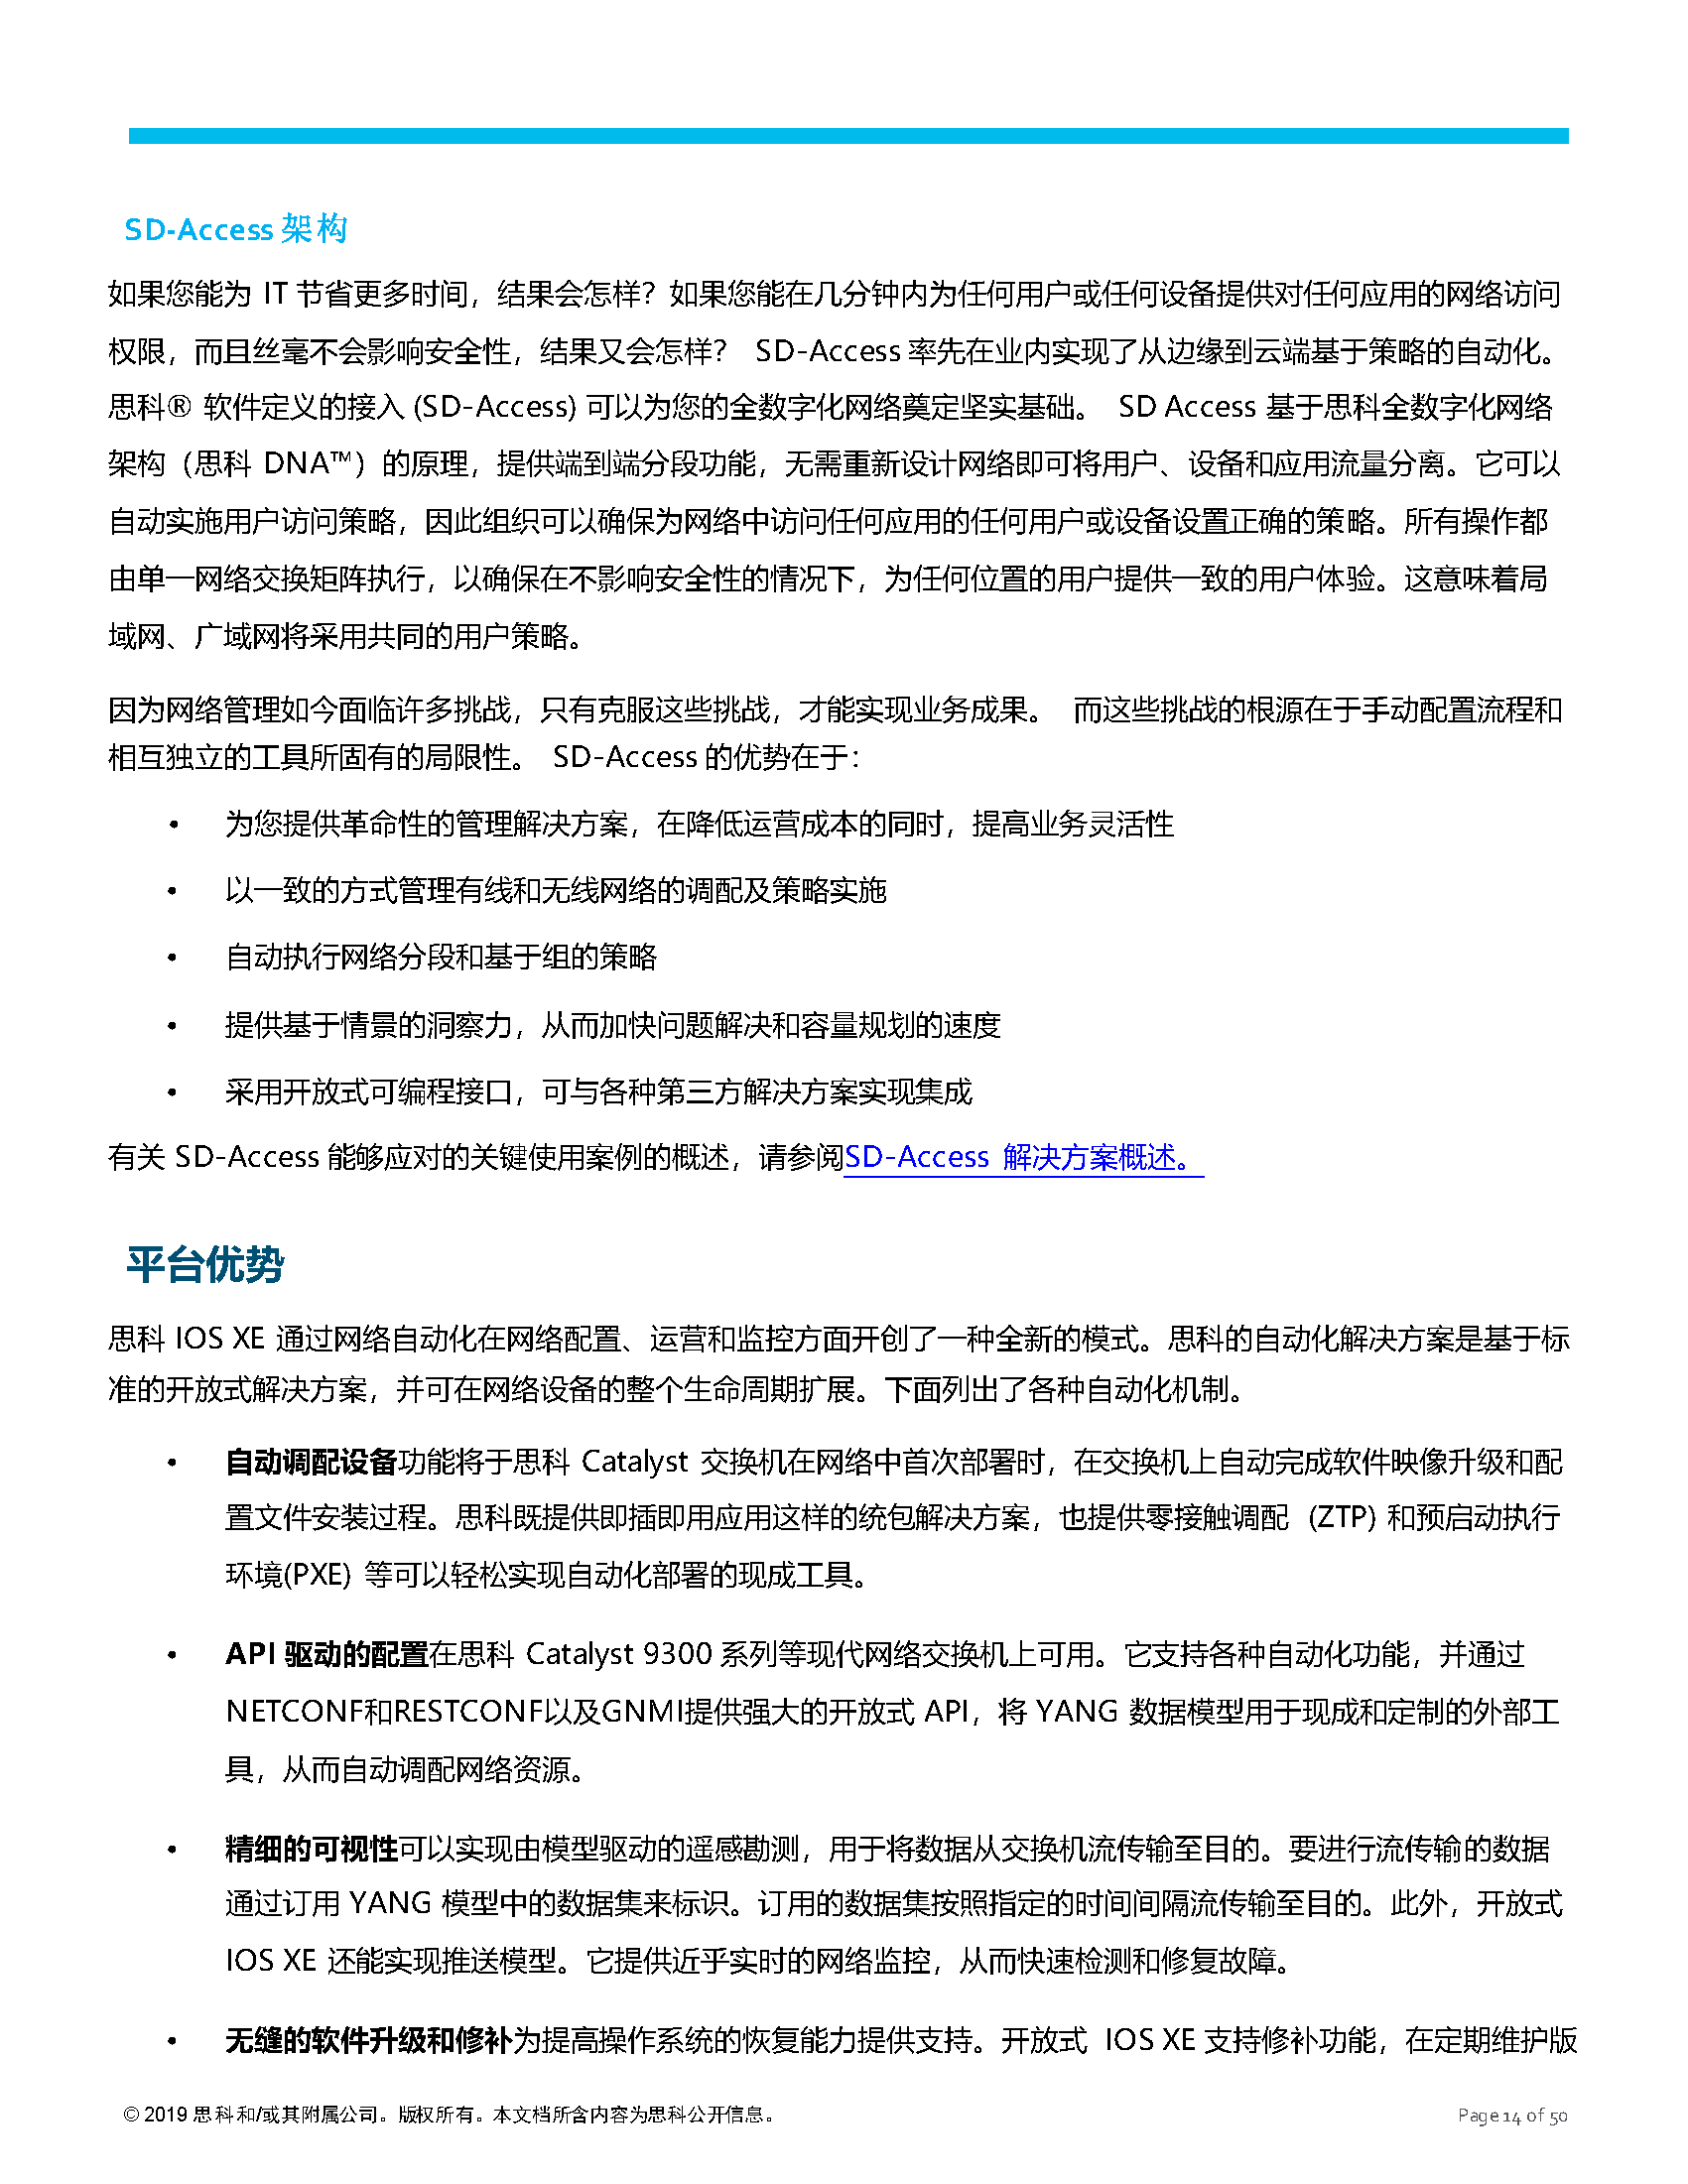 SD-Access 架构
如果您能为 IT 节省更多时间，结果会怎样？如果您能在几分钟内为任何用户或任何设备提供对任何应用的网络访问
权限，而且丝毫不会影响安全性，结果又会怎样？ SD-Access 率先在业内实现了从边缘到云端基于策略的自动化。
思科® 软件定义的接入 (SD-Access) 可以为您的全数字化网络奠定坚实基础。 SD Access 基于思科全数字化网络
架构（思科 DNA™）的原理，提供端到端分段功能，无需重新设计网络即可将用户、设备和应用流量分离。它可以
自动实施用户访问策略，因此组织可以确保为网络中访问任何应用的任何用户或设备设置正确的策略。所有操作都
由单一网络交换矩阵执行，以确保在不影响安全性的情况下，为任何位置的用户提供一致的用户体验。这意味着局
域网、广域网将采用共同的用户策略。
因为网络管理如今面临许多挑战，只有克服这些挑战，才能实现业务成果。 而这些挑战的根源在于手动配置流程和
相互独立的工具所固有的局限性。 SD-Access 的优势在于：
• 为您提供革命性的管理解决方案，在降低运营成本的同时，提高业务灵活性
• 以一致的方式管理有线和无线网络的调配及策略实施
• 自动执行网络分段和基于组的策略
• 提供基于情景的洞察力，从而加快问题解决和容量规划的速度
• 采用开放式可编程接口，可与各种第三方解决方案实现集成
有关 SD-Access 能够应对的关键使用案例的概述，请参阅SD-Access 解决方案概述。
平台优势
思科 IOS XE 通过网络自动化在网络配置、运营和监控方面开创了一种全新的模式。思科的自动化解决方案是基于标
准的开放式解决方案，并可在网络设备的整个生命周期扩展。下面列出了各种自动化机制。
• 自动调配设备功能将于思科 Catalyst 交换机在网络中首次部署时，在交换机上自动完成软件映像升级和配
置文件安装过程。思科既提供即插即用应用这样的统包解决方案，也提供零接触调配 (ZTP) 和预启动执行
环境(PXE) 等可以轻松实现自动化部署的现成工具。
• API 驱动的配置在思科 Catalyst 9300 系列等现代网络交换机上可用。它支持各种自动化功能，并通过
NETCONF和RESTCONF以及GNMI提供强大的开放式 API，将 YANG 数据模型用于现成和定制的外部工
具，从而自动调配网络资源。
• 精细的可视性可以实现由模型驱动的遥感勘测，用于将数据从交换机流传输至目的。要进行流传输的数据
通过订用 YANG 模型中的数据集来标识。订用的数据集按照指定的时间间隔流传输至目的。此外，开放式
IOS XE 还能实现推送模型。它提供近乎实时的网络监控，从而快速检测和修复故障。
• 无缝的软件升级和修补为提高操作系统的恢复能力提供支持。开放式 IOS XE 支持修补功能，在定期维护版
© 2019 思科和/或其附属公司。版权所有。本文档所含内容为思科公开信息。
Page 14 of 50